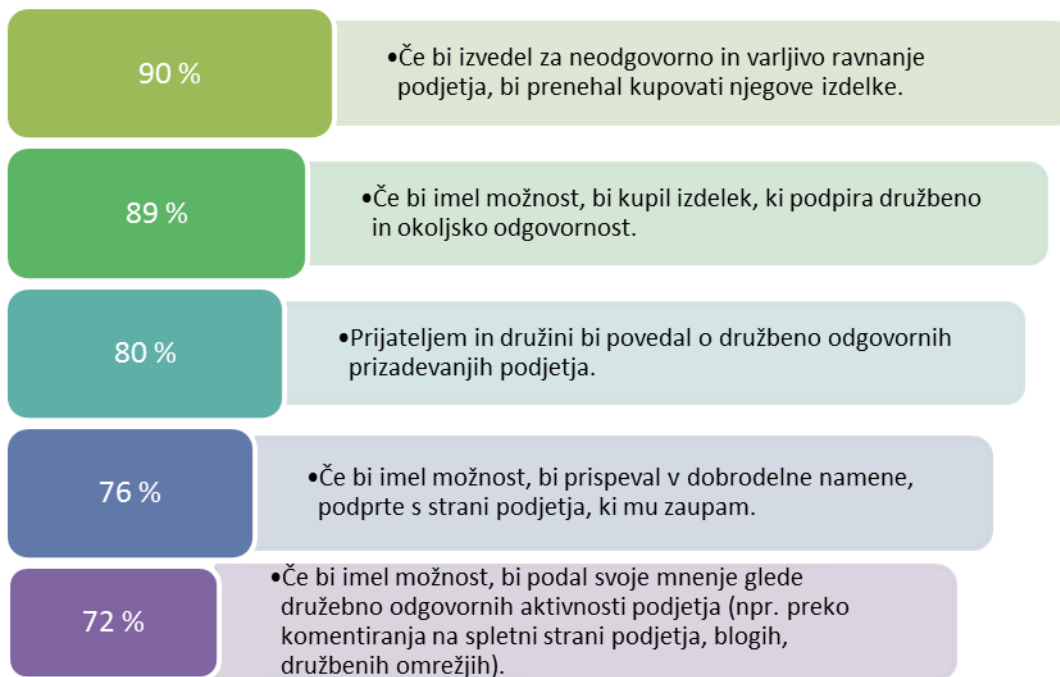 90 %
•Če bi izvedel za neodgovorno in varljivo ravnanje
podjetja, bi prenehal kupovati njegove izdelke.
89 %
•Če bi imel možnost, bi kupil izdelek, ki podpira družbeno
in okoljsko odgovornost.
80 %
•Prijateljem in družini bi povedal o družbeno odgovornih
prizadevanjih podjetja.
76 %
•Če bi imel možnost, bi prispeval v dobrodelne namene,
podprte s strani podjetja, ki mu zaupam.
72 %
•Če bi imel možnost, bi podal svoje mnenje glede
družebno odgovornih aktivnosti podjetja (npr. preko
komentiranja na spletni strani podjetja, blogih,
družbenih omrežjih).